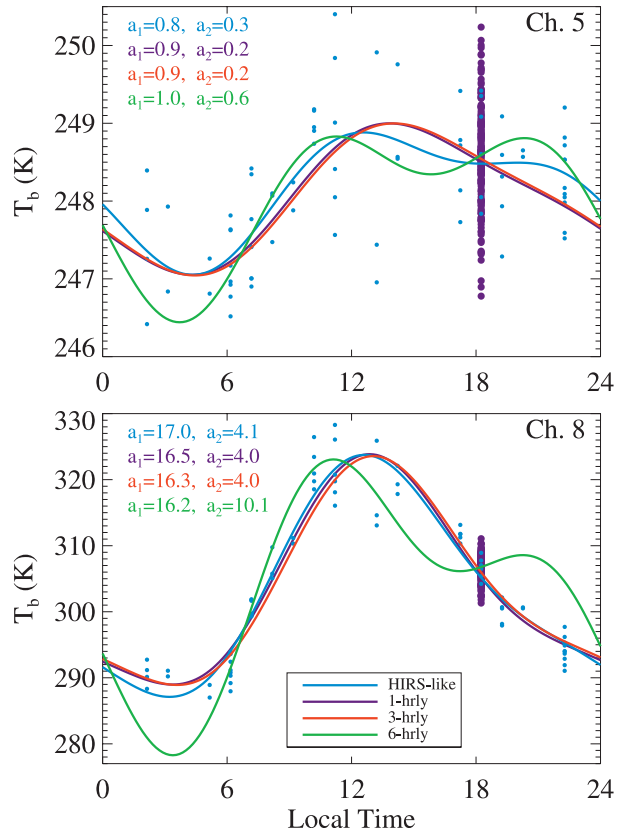 Ch. 5
a₁=0.8, a₂=0.3
a₁=0.9, a₂=0.2
a₁=0.9, a₂=0.2
a₁=1.0, a₂=0.6
250
249
248
247
246
T_b (K)
0 6 12 18 24
Ch. 8
a₁=17.0, a₂=4.1
a₁=16.5, a₂=4.0
a₁=16.3, a₂=4.0
a₁=16.2, a₂=10.1
330
320
310
300
290
280
T_b (K)
HIRS-like
1-hrly
3-hrly
6-hrly
0 6 12 18 24
Local Time